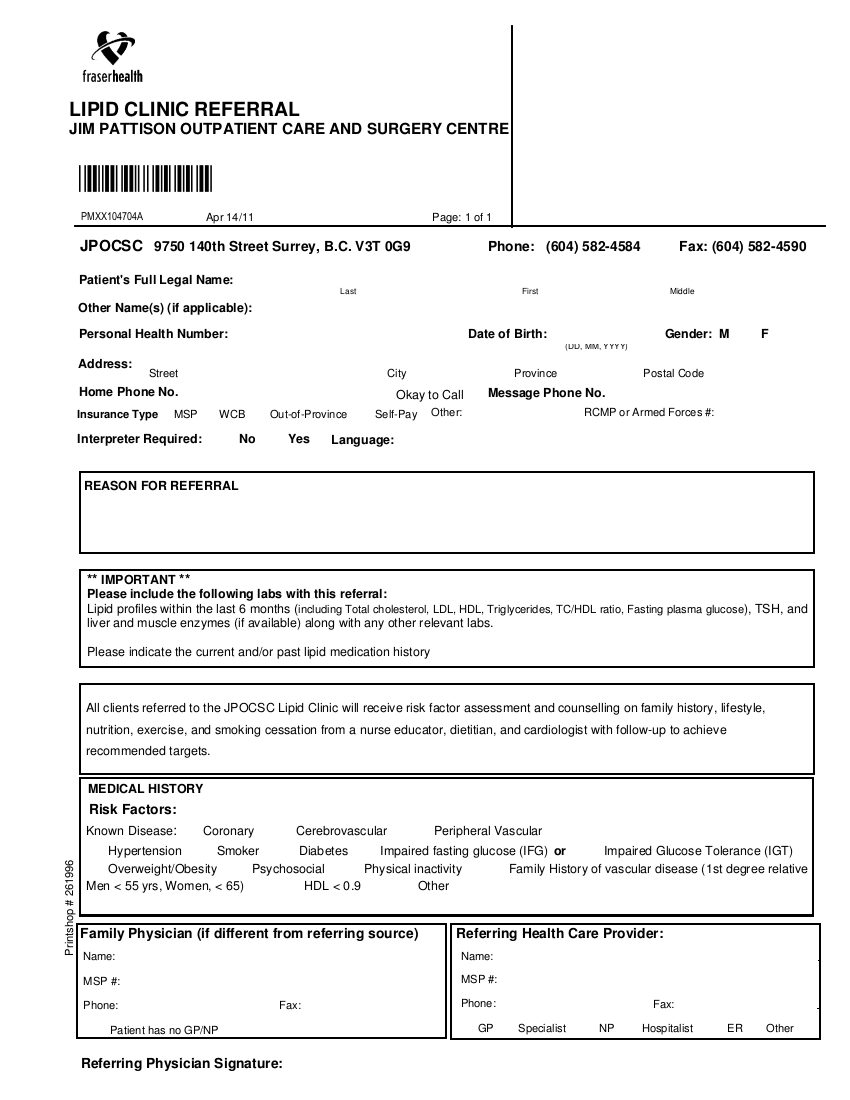 fraserhealth
LIPID CLINIC REFERRAL
JIM PATTISON OUTPATIENT CARE AND SURGERY CENTRE
PMXX104704A Apr 14/11 Page: 1 of 1
JPOCSC 9750 140th Street Surrey, B.C. V3T 0G9 Phone: (604) 582-4584 Fax: (604) 582-4590
Patient's Full Legal Name:
Last First Middle
Other Name(s) (if applicable):
Personal Health Number: Date of Birth: Gender: M F
(DD, MM, YYYY)
Address:
Street City Province Postal Code
Home Phone No. Okay to Call Message Phone No.
Insurance Type MSP WCB Out-of-Province Self-Pay Other: RCMP or Armed Forces #:
Interpreter Required: No Yes Language:
REASON FOR REFERRAL
** IMPORTANT **
Please include the following labs with this referral:
Lipid profiles within the last 6 months (including Total cholesterol, LDL, HDL, Triglycerides, TC/HDL ratio, Fasting plasma glucose), TSH, and
liver and muscle enzymes (if available) along with any other relevant labs.
Please indicate the current and/or past lipid medication history
All clients referred to the JPOCSC Lipid Clinic will receive risk factor assessment and counselling on family history, lifestyle,
nutrition, exercise, and smoking cessation from a nurse educator, dietitian, and cardiologist with follow-up to achieve
recommended targets.
MEDICAL HISTORY
Risk Factors:
Known Disease: Coronary Cerebrovascular Peripheral Vascular
Hypertension Smoker Diabetes Impaired fasting glucose (IFG) or Impaired Glucose Tolerance (IGT)
Overweight/Obesity Psychosocial Physical inactivity Family History of vascular disease (1st degree relative
Men < 55 yrs, Women, < 65) HDL < 0.9 Other
Printshop # 261996
Family Physician (if different from referring source)
Name:
MSP #:
Phone: Fax:
Patient has no GP/NP
Referring Health Care Provider:
Name:
MSP #:
Phone: Fax:
GP Specialist NP Hospitalist ER Other
Referring Physician Signature: